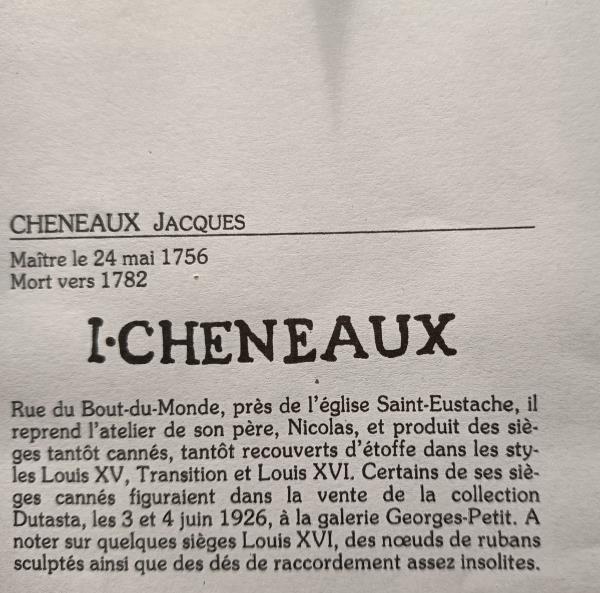 CHENEAUX JACQUES
Maître le 24 mai 1756
Mort vers 1782
I·CHENEAUX
Rue du Bout-du-Monde, près de l'église Saint-Eustache, il
reprend l'atelier de son père, Nicolas, et produit des siè-
ges tantôt cannés, tantôt recouverts d'étoffe dans les sty-
les Louis XV, Transition et Louis XVI. Certains de ses siè-
ges cannés figuraient dans la vente de la collection
Dutasta, les 3 et 4 juin 1926, à la galerie Georges-Petit. A
noter sur quelques sièges Louis XVI, des nœuds de rubans
sculptés ainsi que des dés de raccordement assez insolites.